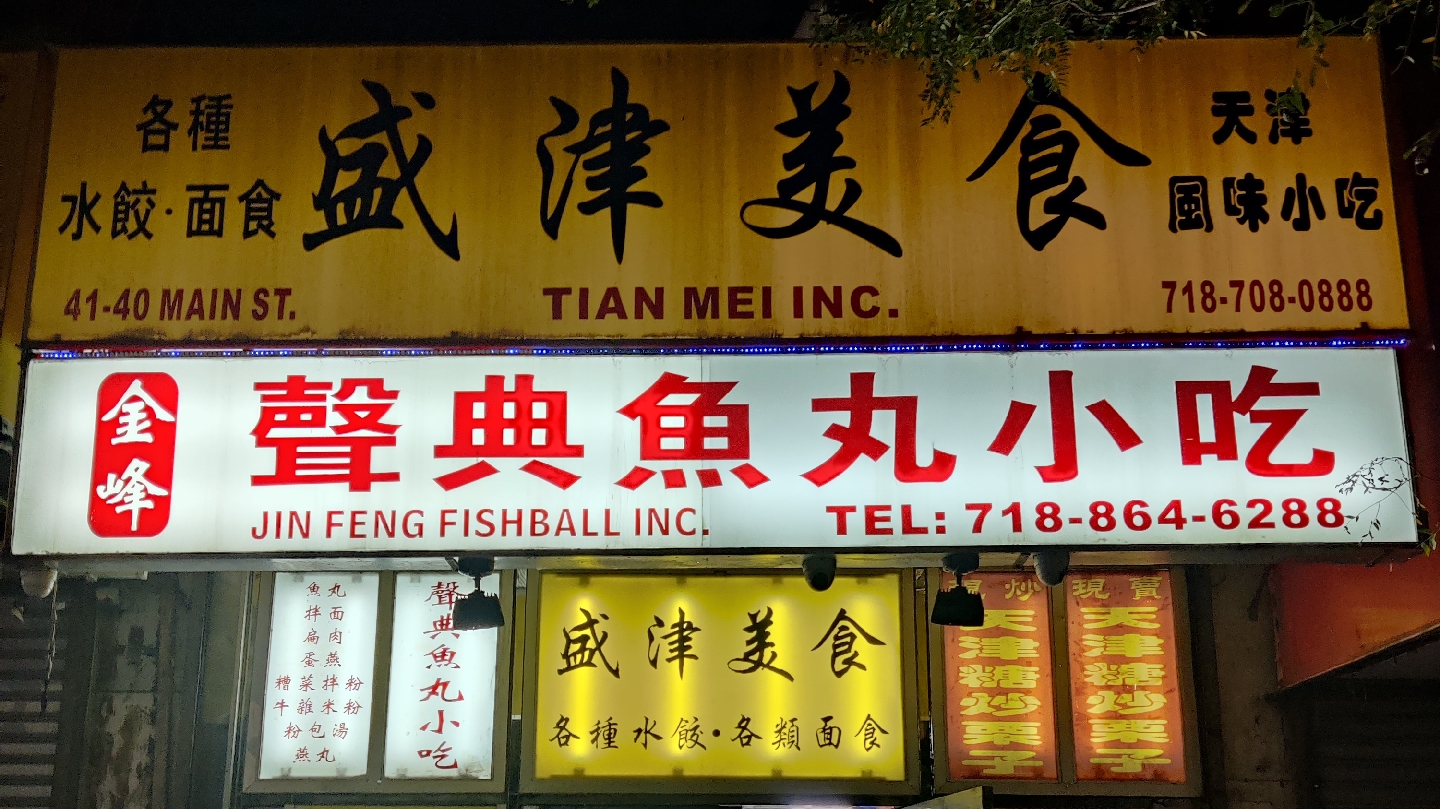 各種
水餃·面食
盛津美食
天津
風味小吃
41-40 MAIN ST.
TIAN MEI INC.
718-708-0888
金峰
聲典魚丸小吃
JIN FENG FISHBALL INC.
TEL: 718-864-6288
魚丸
拌面
扁肉
蛋燕
糟菜拌粉
牛雜米粉
粉包湯
燕丸
聲典魚丸小吃
盛津美食
各種水餃·各類面食
現炒
天津糖炒栗子
現賣
天津糖炒栗子